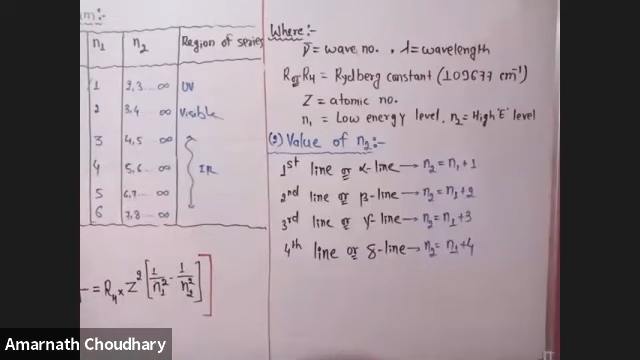 um:-
n1 n2 Region of series
1 2,3.... ∞ UV
2 3,4 ..... ∞ Visible
3 4,5 ∞
4 5,6 .. ∞ IR
5 6,7.... ∞
6 7,8.... ∞
= RH × Z² [1/n1² - 1/n2²]
Where:-
ν̅ = wave no. , λ = wavelength
R or RH = Rydberg constant (109677 cm⁻¹)
Z = atomic no.
n1 = Low energy level, n2 = High 'E' level
Value of n2:-
1st line or α-line → n2 = n1+1
2nd line or β-line → n2 = n1+2
3rd line or γ-line → n2 = n1+3
4th line or δ-line → n2 = n1+4
Amarnath Choudhary